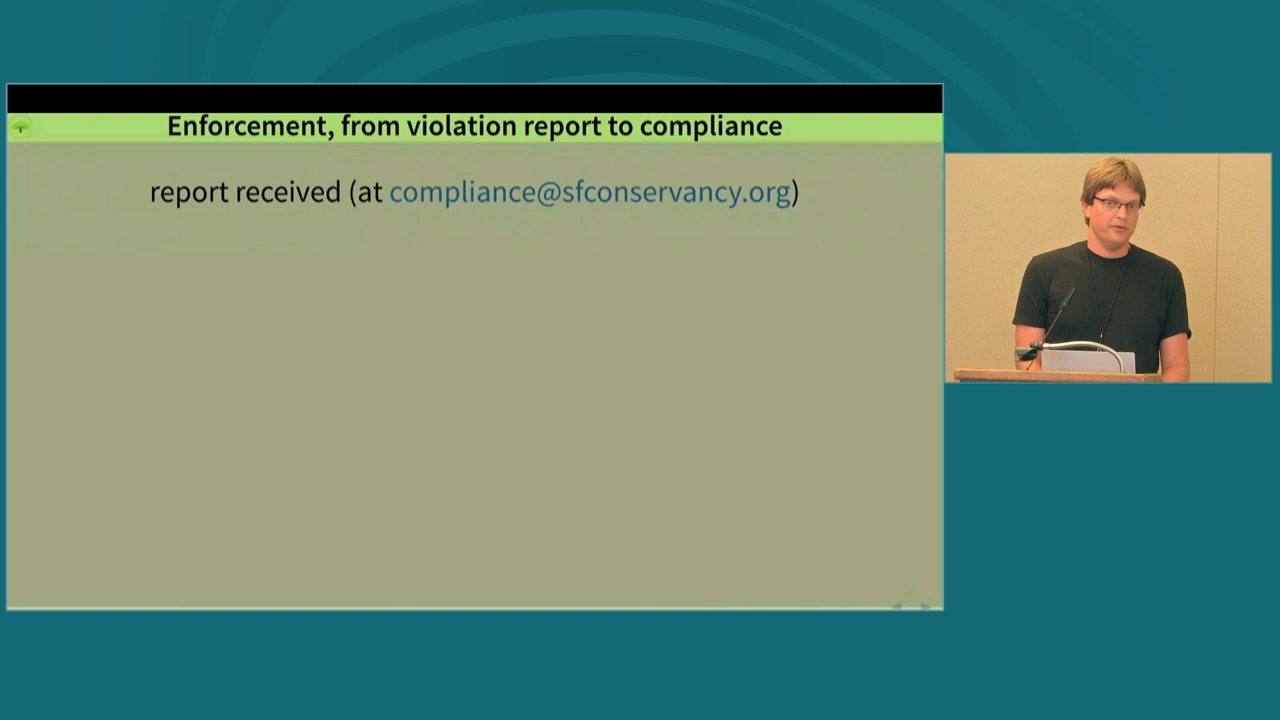 Enforcement, from violation report to compliance
report received (at compliance@sfconservancy.org)